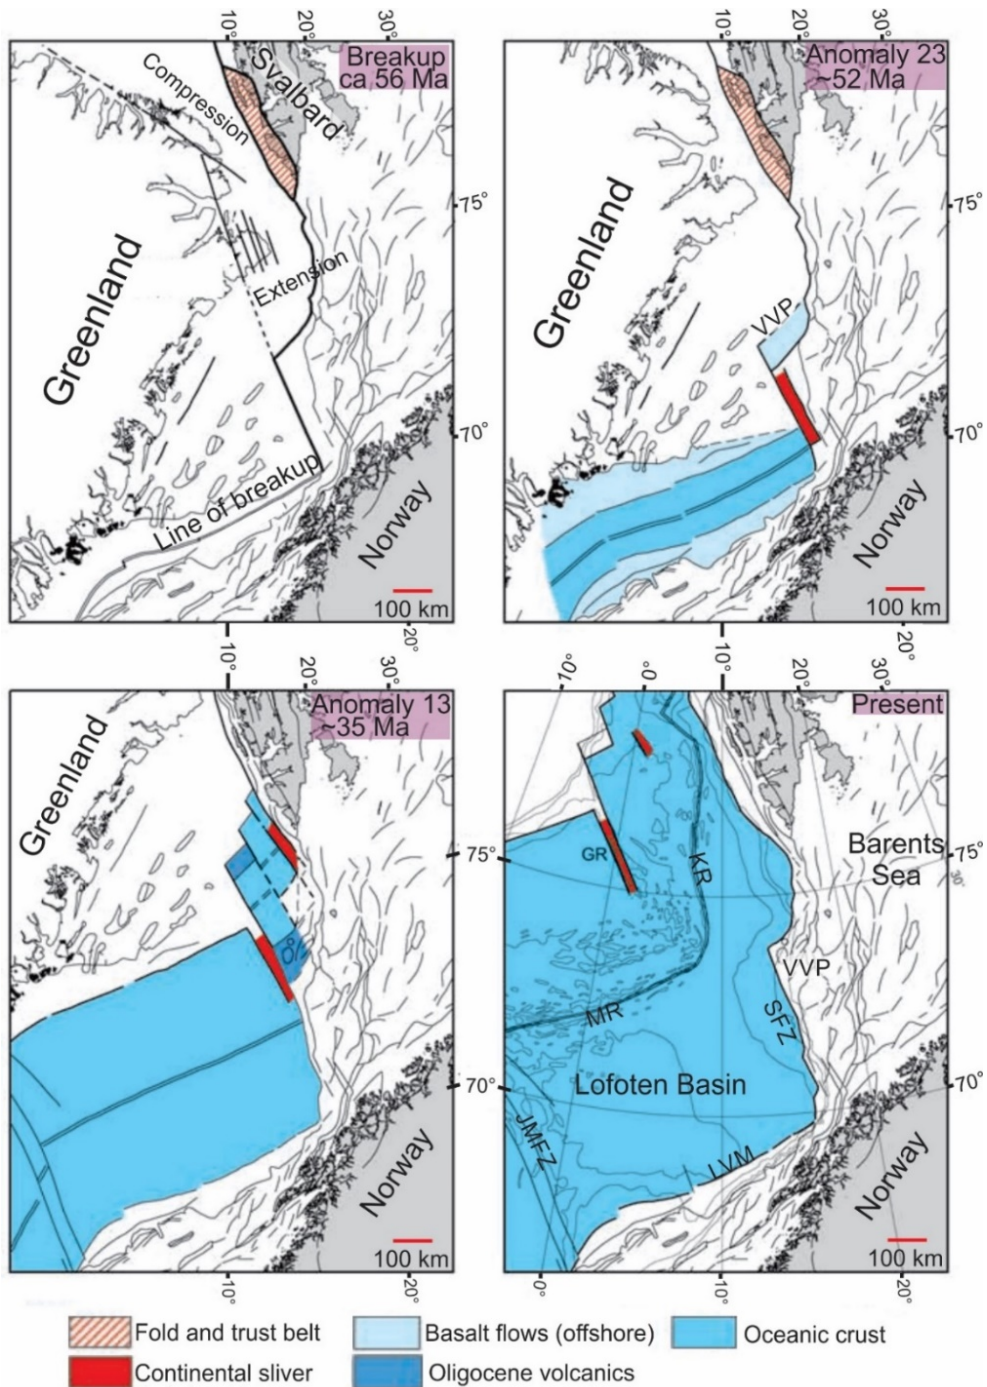 10° 20° 30°
Breakup
ca 56 Ma
Svalbard
Compression
75°
Greenland
Extension
70°
Line of breakup
Norway
100 km
10° 20°
10° 20° 30°
Anomaly 23
~52 Ma
75°
Greenland
VVP
70°
Norway
100 km
10° 20°
10° 20° 30°
Anomaly 13
~35 Ma
Greenland
75°
70°
Norway
100 km
10° 20°
0° 10° 20° 30°
Present
Barents
Sea
75°
30°
GR
KR
VVP
SFZ
MR
Lofoten Basin
70°
JMFZ
LVM
Norway
100 km
0° 10° 20°
Fold and trust belt
Basalt flows (offshore)
Oceanic crust
Continental sliver
Oligocene volcanics